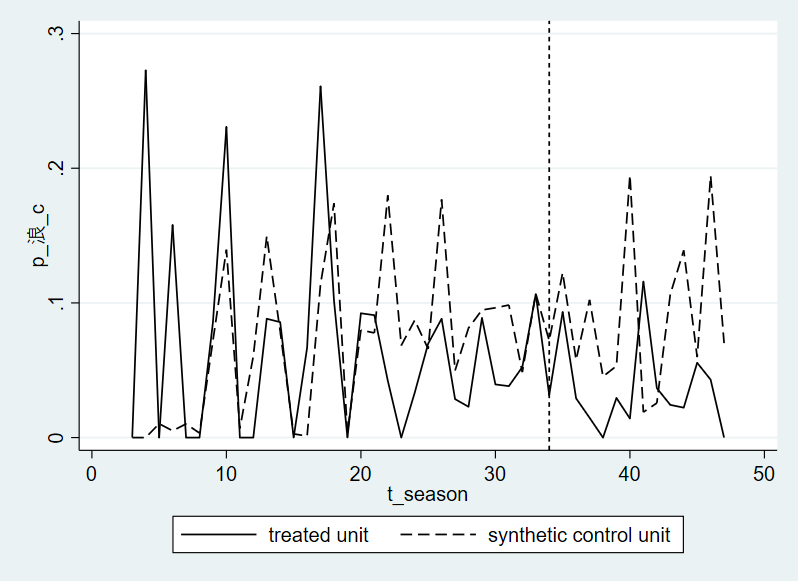 .3
.2
.1
0
p_浪_c
0 10 20 30 40 50
t_season
treated unit synthetic control unit